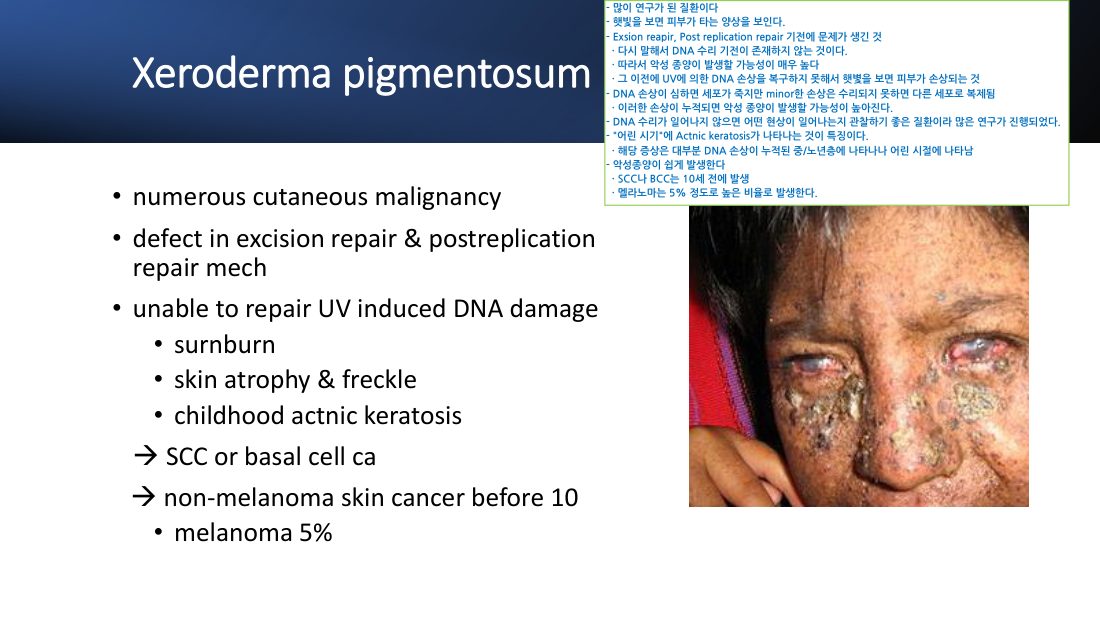 Xeroderma pigmentosum
- 많이 연구가 된 질환이다
- 햇빛을 보면 피부가 타는 양상을 보인다.
- Exsion reapir, Post replication repair 기전에 문제가 생긴 것
· 다시 말해서 DNA 수리 기전이 존재하지 않는 것이다.
· 따라서 악성 종양이 발생할 가능성이 매우 높다
· 그 이전에 UV에 의한 DNA 손상을 복구하지 못해서 햇볓을 보면 피부가 손상되는 것
- DNA 손상이 심하면 세포가 죽지만 minor한 손상은 수리되지 못하면 다른 세포로 복제됨
· 이러한 손상이 누적되면 악성 종양이 발생할 가능성이 높아진다.
- DNA 수리가 일어나지 않으면 어떤 현상이 일어나는지 관찰하기 좋은 질환이라 많은 연구가 진행되었다.
- "어린 시기"에 Actnic keratosis가 나타나는 것이 특징이다.
· 해당 증상은 대부분 DNA 손상이 누적된 중/노년층에 나타나나 어린 시절에 나타남
- 악성종양이 쉽게 발생한다
· SCC나 BCC는 10세 전에 발생
· 멜라노마는 5% 정도로 높은 비율로 발생한다.
• numerous cutaneous malignancy
• defect in excision repair & postreplication
repair mech
• unable to repair UV induced DNA damage
• surnburn
• skin atrophy & freckle
• childhood actnic keratosis
→ SCC or basal cell ca
→ non-melanoma skin cancer before 10
• melanoma 5%